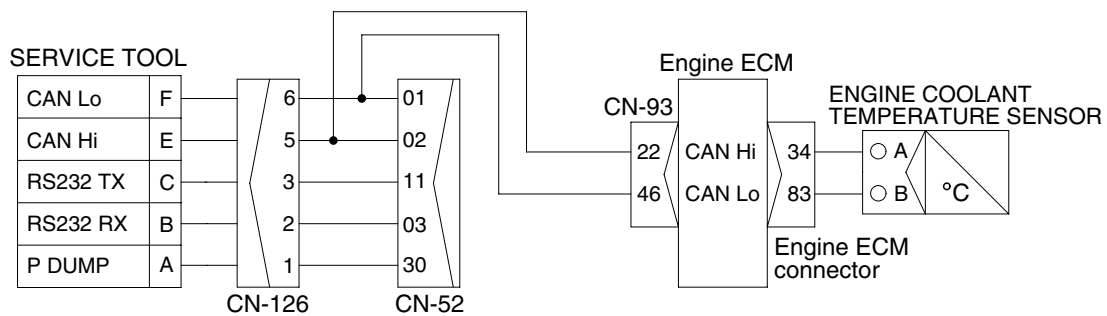 SERVICE TOOL
CAN Lo F 6 01
CAN Hi E 5 02
RS232 TX C 3 11
RS232 RX B 2 03
P DUMP A 1 30
CN-126 CN-52
Engine ECM
CN-93
22 CAN Hi 34
46 CAN Lo 83
Engine ECM
connector
ENGINE COOLANT
TEMPERATURE SENSOR
A
B
°C